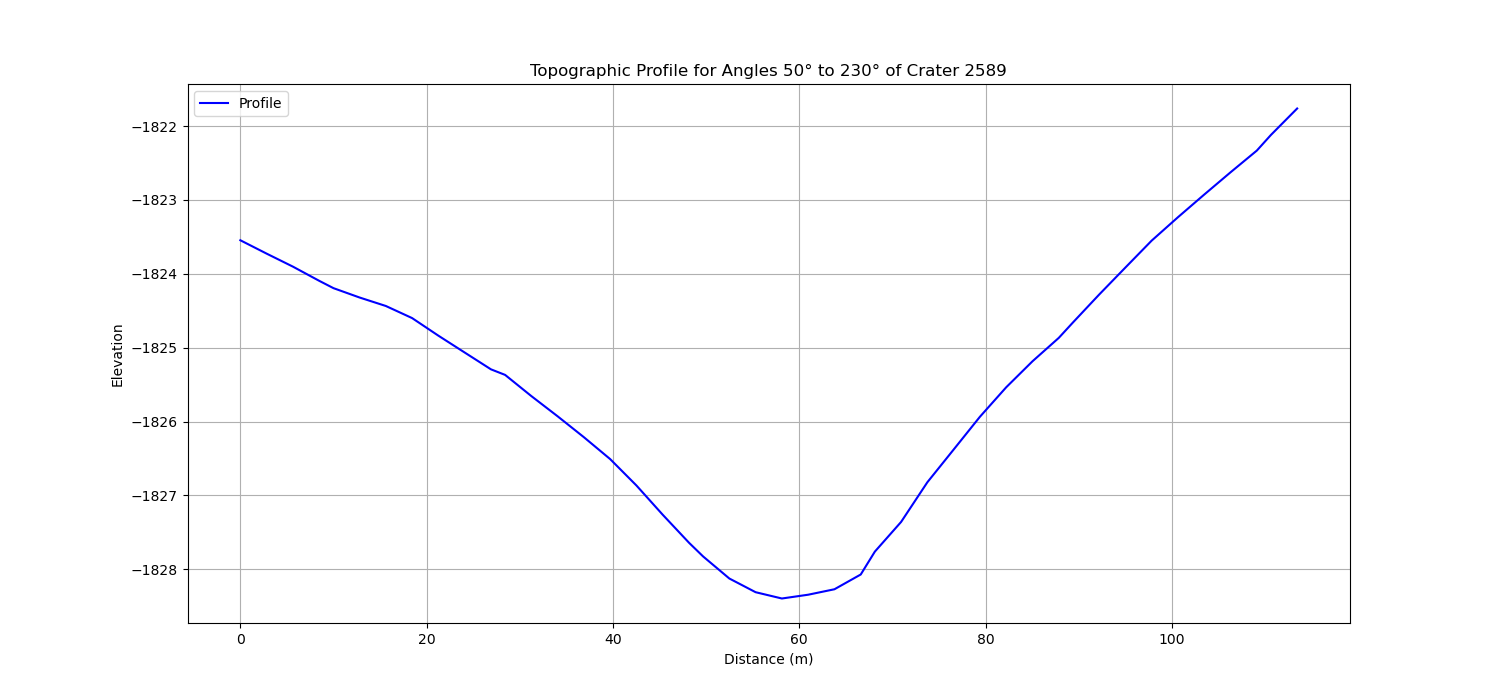 Topographic Profile for Angles 50° to 230° of Crater 2589
Profile
−1822
−1823
−1824
−1825
−1826
−1827
−1828
Elevation
0 20 40 60 80 100
Distance (m)